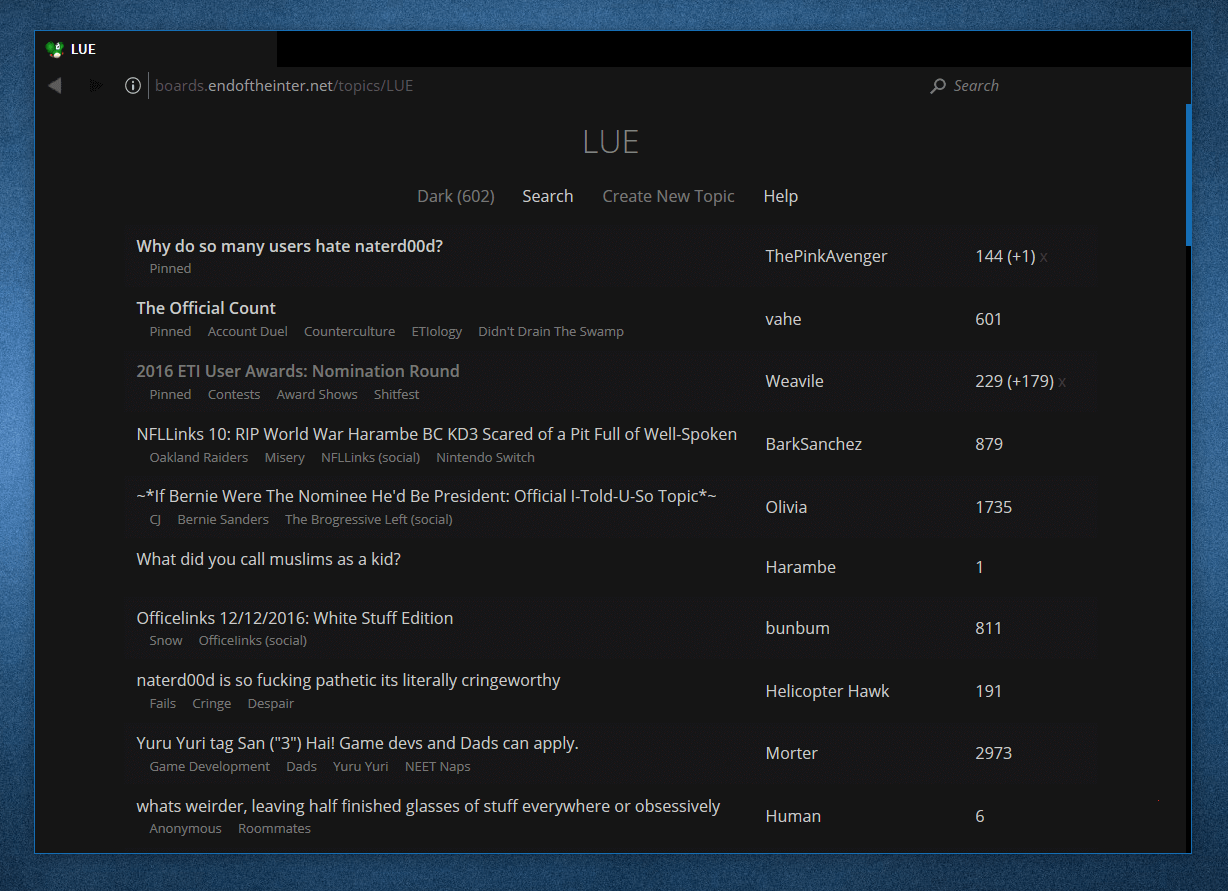 LUE
boards.endoftheinter.net/topics/LUE
Search
LUE
Dark (602) Search Create New Topic Help
Why do so many users hate naterd00d? ThePinkAvenger 144 (+1) x
Pinned
The Official Count vahe 601
Pinned Account Duel Counterculture ETIology Didn't Drain The Swamp
2016 ETI User Awards: Nomination Round Weavile 229 (+179) x
Pinned Contests Award Shows Shitfest
NFLLinks 10: RIP World War Harambe BC KD3 Scared of a Pit Full of Well-Spoken BarkSanchez 879
Oakland Raiders Misery NFLLinks (social) Nintendo Switch
~*If Bernie Were The Nominee He'd Be President: Official I-Told-U-So Topic*~ Olivia 1735
CJ Bernie Sanders The Brogressive Left (social)
What did you call muslims as a kid? Harambe 1
Officelinks 12/12/2016: White Stuff Edition bunbum 811
Snow Officelinks (social)
naterd00d is so fucking pathetic its literally cringeworthy Helicopter Hawk 191
Fails Cringe Despair
Yuru Yuri tag San ("3") Hai! Game devs and Dads can apply. Morter 2973
Game Development Dads Yuru Yuri NEET Naps
whats weirder, leaving half finished glasses of stuff everywhere or obsessively Human 6
Anonymous Roommates